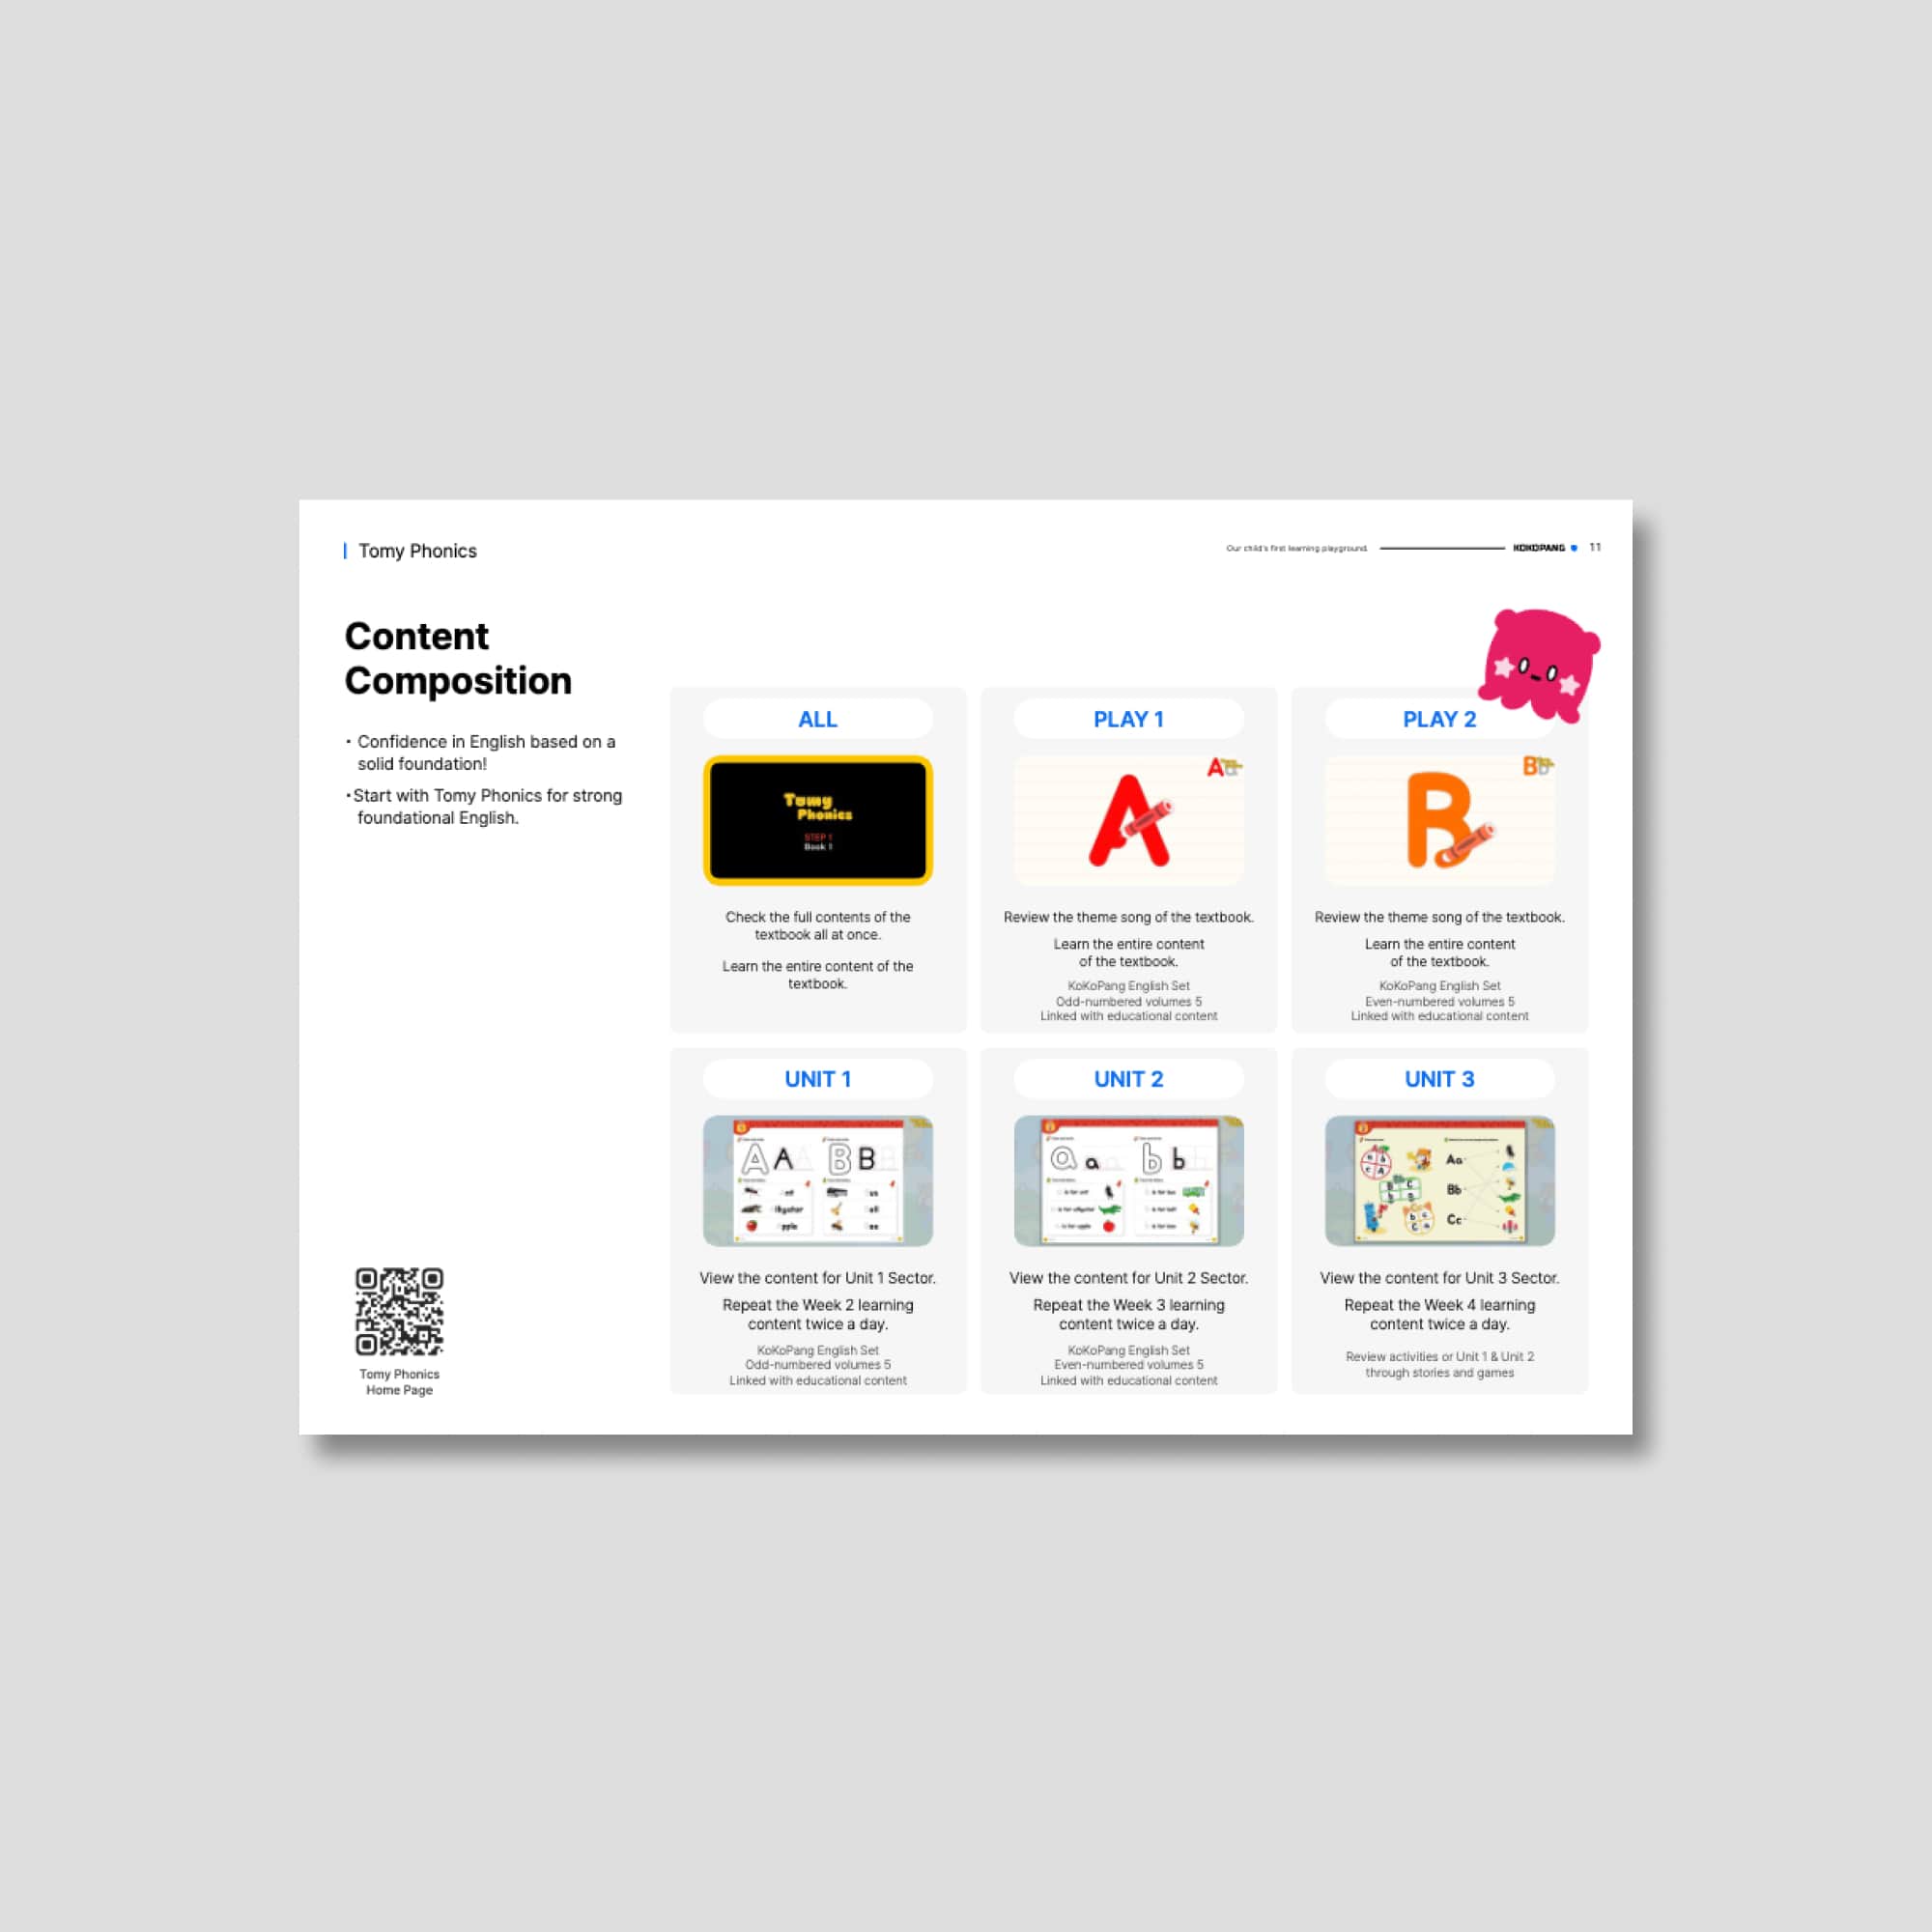 Tomy Phonics
Our child's first learning playground.
KOKOPANG
11
Content
Composition
· Confidence in English based on a
solid foundation!
·Start with Tomy Phonics for strong
foundational English.
ALL
Tomy
Phonics
STEP 1
Book 1
Check the full contents of the
textbook all at once.
Learn the entire content of the
textbook.
PLAY 1
A
Review the theme song of the textbook.
Learn the entire content
of the textbook.
KoKoPang English Set
Odd-numbered volumes 5
Linked with educational content
PLAY 2
B
Review the theme song of the textbook.
Learn the entire content
of the textbook.
KoKoPang English Set
Even-numbered volumes 5
Linked with educational content
UNIT 1
A A A B B B
lligator
pple
View the content for Unit 1 Sector.
Repeat the Week 2 learning
content twice a day.
KoKoPang English Set
Odd-numbered volumes 5
Linked with educational content
UNIT 2
a a b b
is for alligator
is for apple
View the content for Unit 2 Sector.
Repeat the Week 3 learning
content twice a day.
KoKoPang English Set
Even-numbered volumes 5
Linked with educational content
UNIT 3
Aa
Bb
Cc
View the content for Unit 3 Sector.
Repeat the Week 4 learning
content twice a day.
Review activities or Unit 1 & Unit 2
through stories and games
Tomy Phonics
Home Page